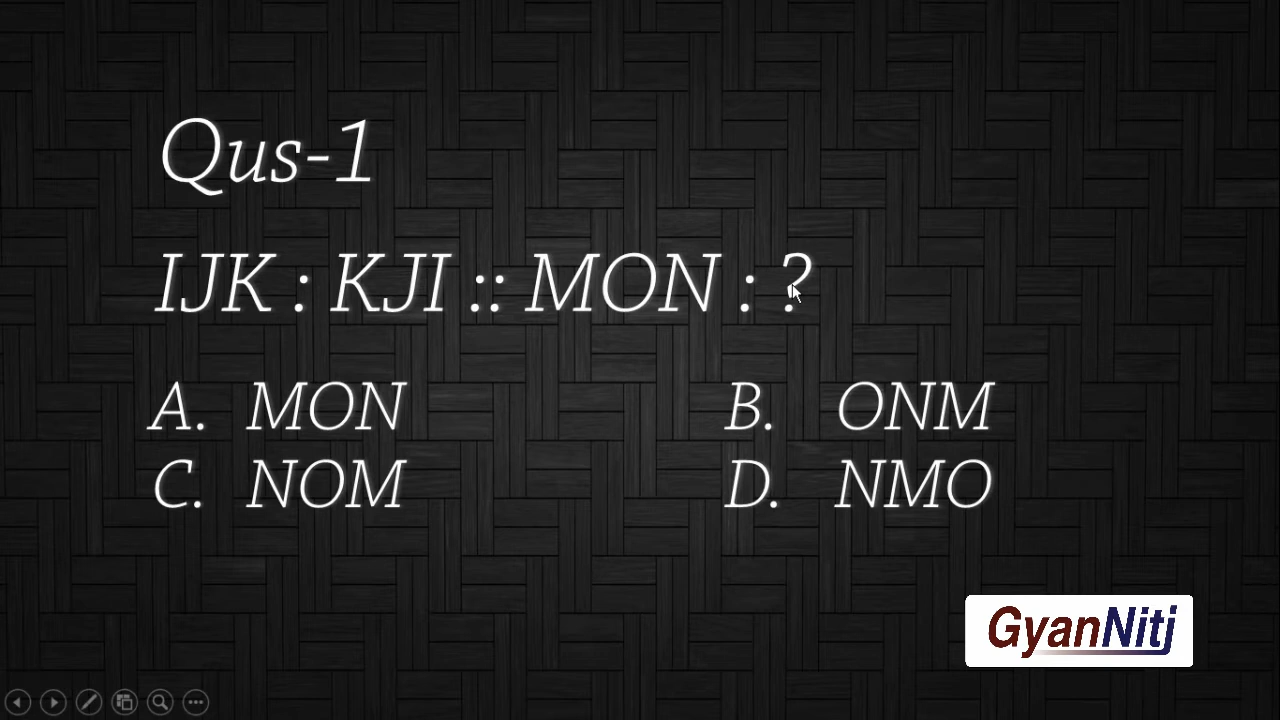 Qus-1
IJK : KJI :: MON : ?
A. MON B. ONM
C. NOM D. NMO
GyanNitj